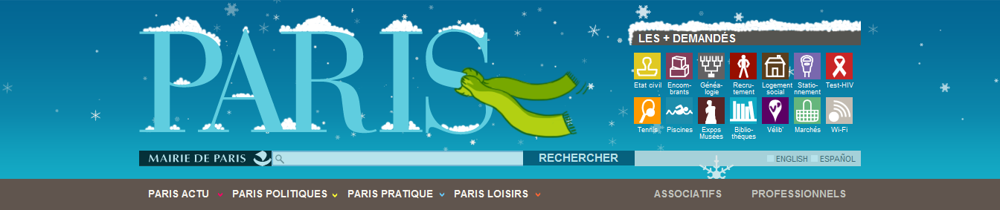 PARIS
LES + DEMANDÉS
Etat civil
Encom-
brants
Généa-
logie
Recru-
tement
Logement
social
Statio-
nnement
Test-HIV
Tennis
Piscines
Expos
Musées
Biblio-
thèques
Vélib'
Marchés
Wi-Fi
MAIRIE DE PARIS
RECHERCHER
ENGLISH
ESPAÑOL
PARIS ACTU
PARIS POLITIQUES
PARIS PRATIQUE
PARIS LOISIRS
ASSOCIATIFS
PROFESSIONNELS